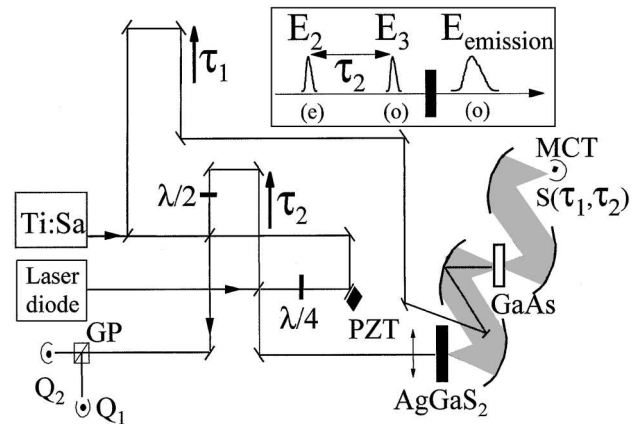 E2 E3 Eemission
τ2
(e) (o) (o)
τ1
MCT
S(τ1,τ2)
λ/2
τ2
Ti:Sa
Laser
diode
GaAs
λ/4
PZT
GP
AgGaS2
Q2
Q1